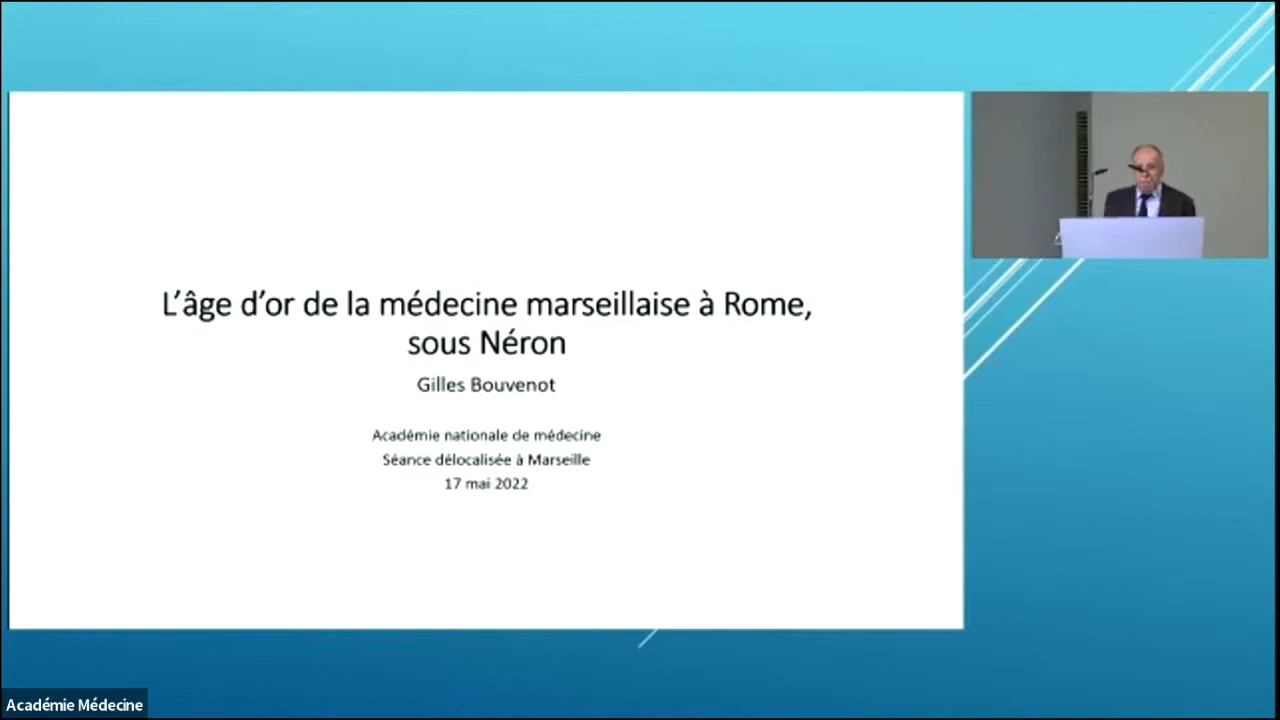 L’âge d’or de la médecine marseillaise à Rome,
sous Néron
Gilles Bouvenot
Académie nationale de médecine
Séance délocalisée à Marseille
17 mai 2022
Académie Médecine